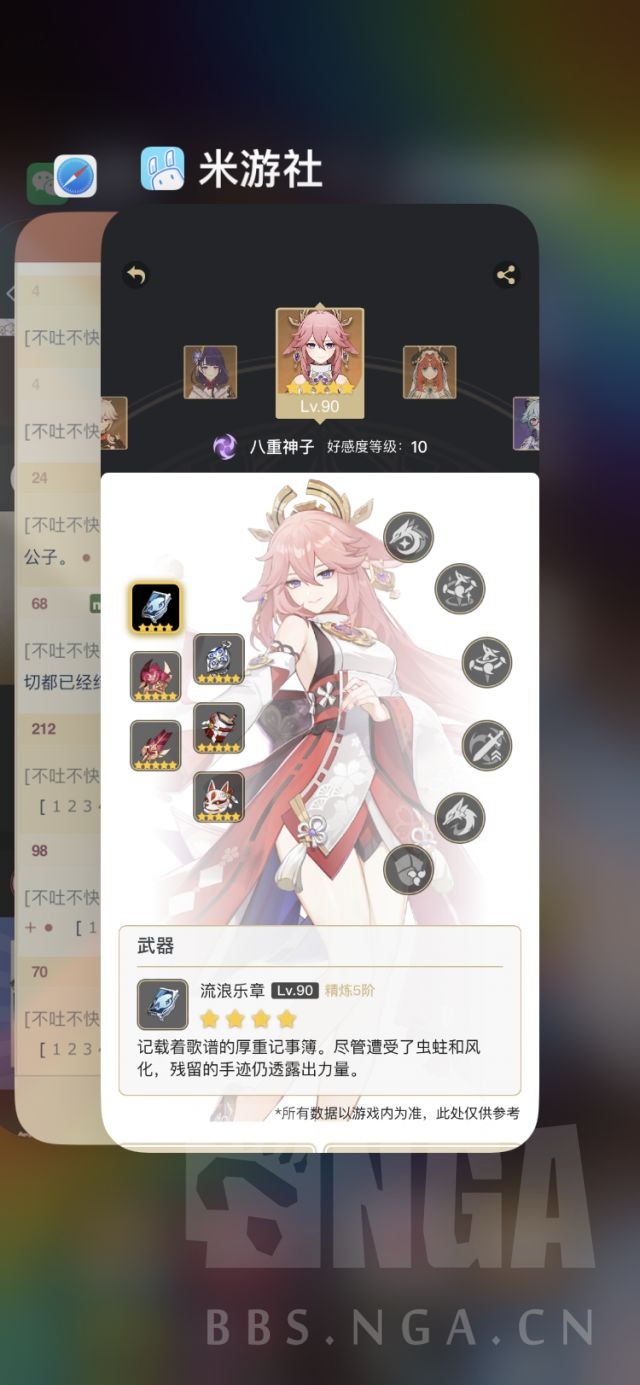 米游社
Lv.90
八重神子 好感度等级：10
4
[不吐不快
4
[不吐不快
24
[不吐不快
公子。
68
[不吐不快
切都已经结
212
[不吐不快
[ 1 2 3 4
98
[不吐不快
+ [ 1
70
[不吐不快
[ 1 2 3 4
武器
流浪乐章 Lv.90 精炼5阶
记载着歌谱的厚重记事簿。尽管遭受了虫蛀和风
化，残留的手迹仍透露出力量。
*所有数据以游戏内为准，此处仅供参考
NGA
BBS.NGA.CN